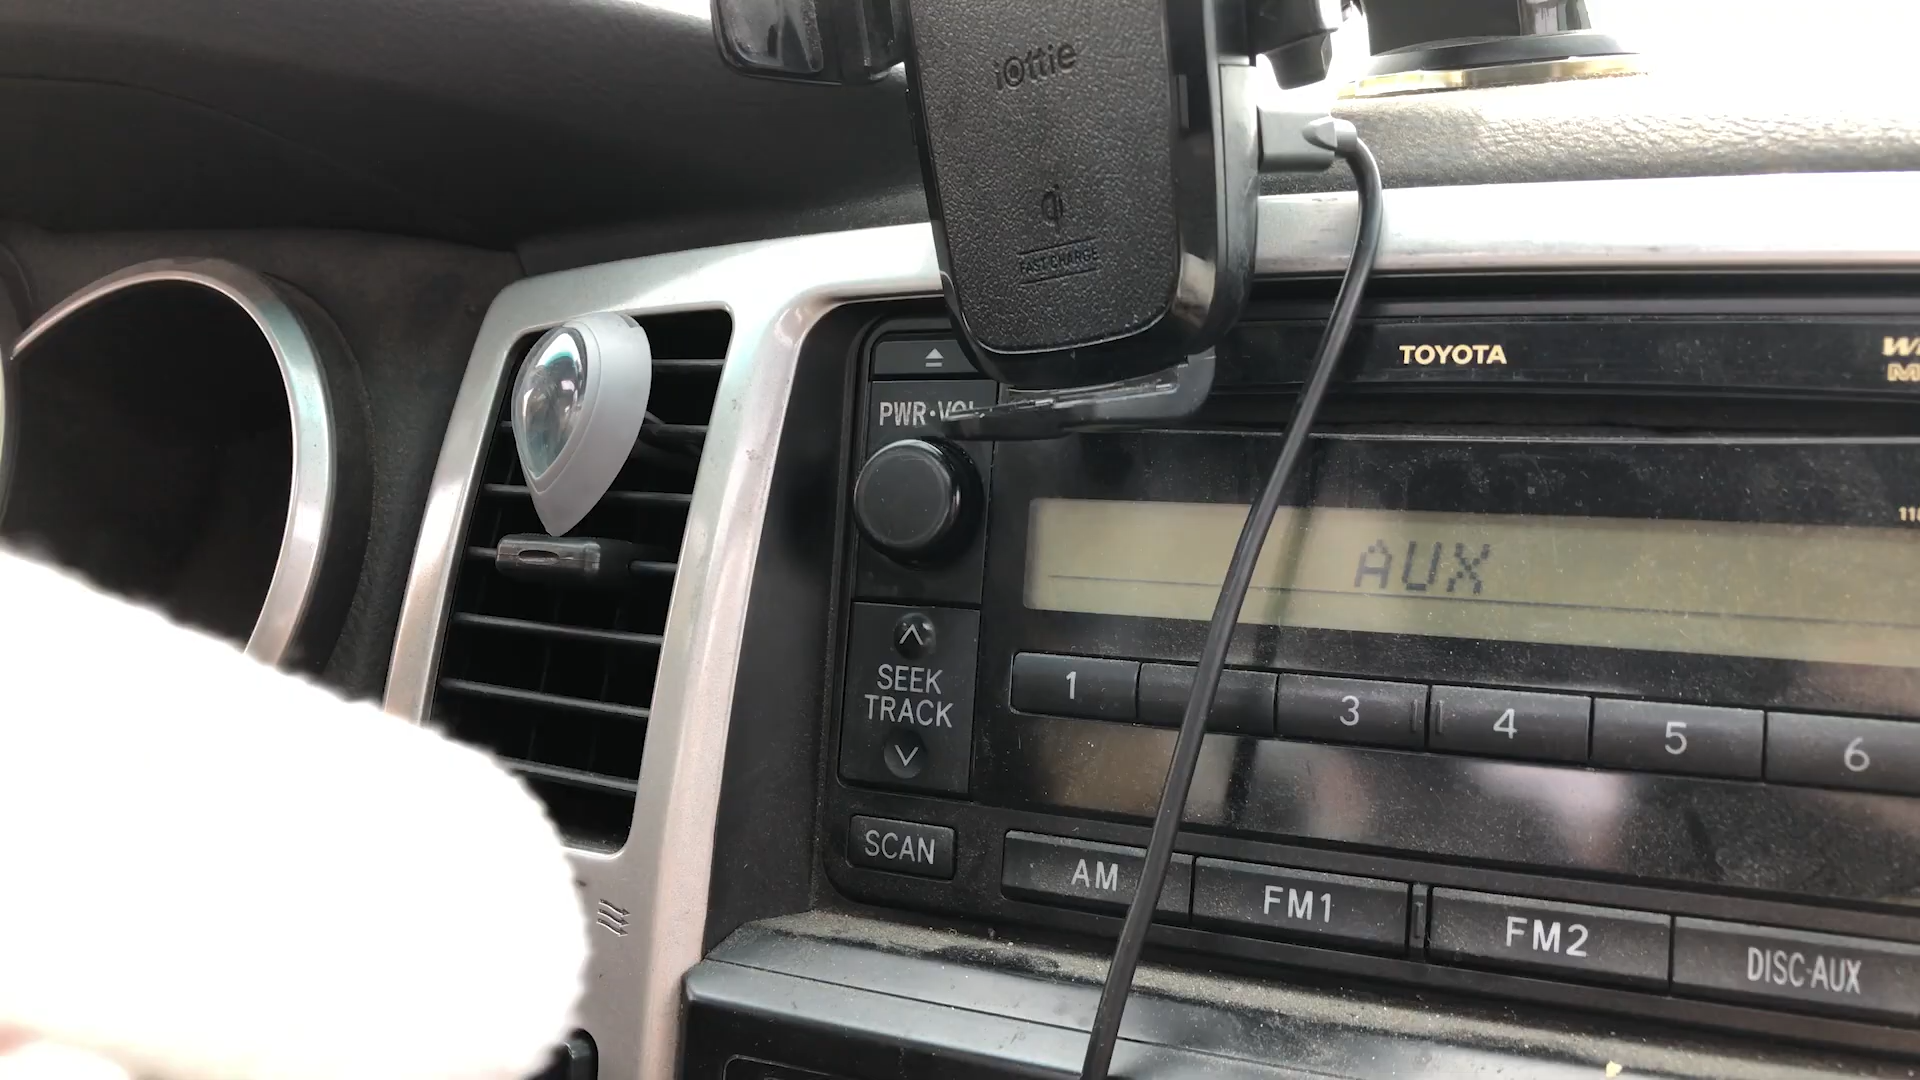 iOttie
qi
FAST CHARGE
TOYOTA
PWR·VOL
AUX
SEEK
TRACK
1
3
4
5
6
SCAN
AM
FM1
FM2
DISC·AUX